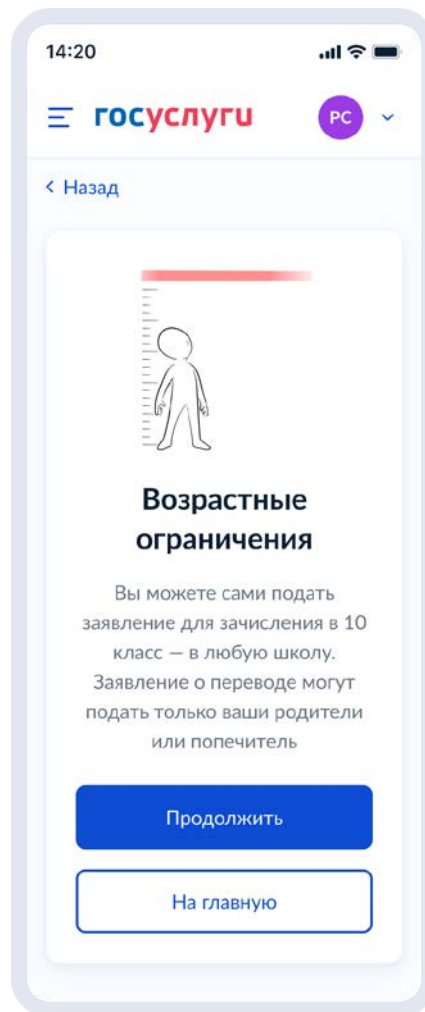 14:20
госуслуги
РС
Назад
Возрастные
ограничения
Вы можете сами подать
заявление для зачисления в 10
класс — в любую школу.
Заявление о переводе могут
подать только ваши родители
или попечитель
Продолжить
На главную